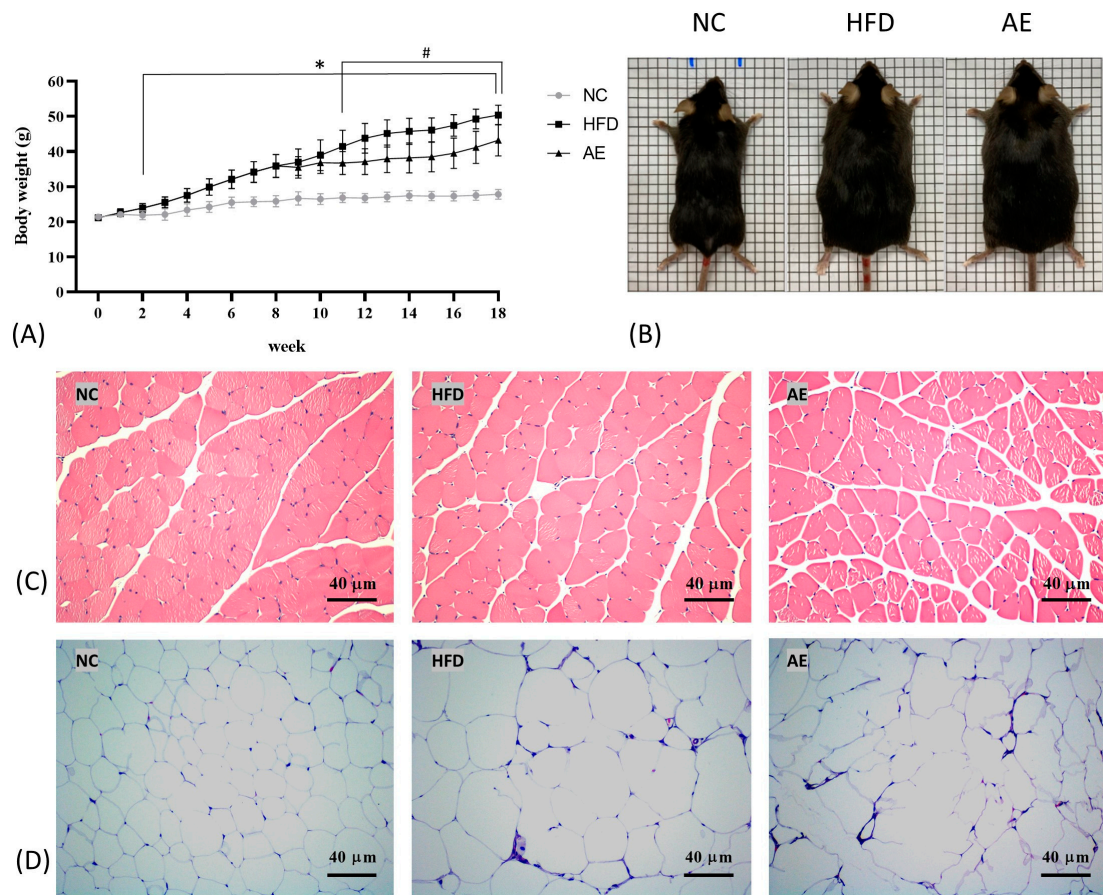 NC HFD AE
* #
60
50
40
30
20
10
0
Body weight (g)
0 2 4 6 8 10 12 14 16 18
week
NC
HFD
AE
(A) (B)
NC HFD AE
(C) 40 μm 40 μm 40 μm
NC HFD AE
(D) 40 μm 40 μm 40 μm